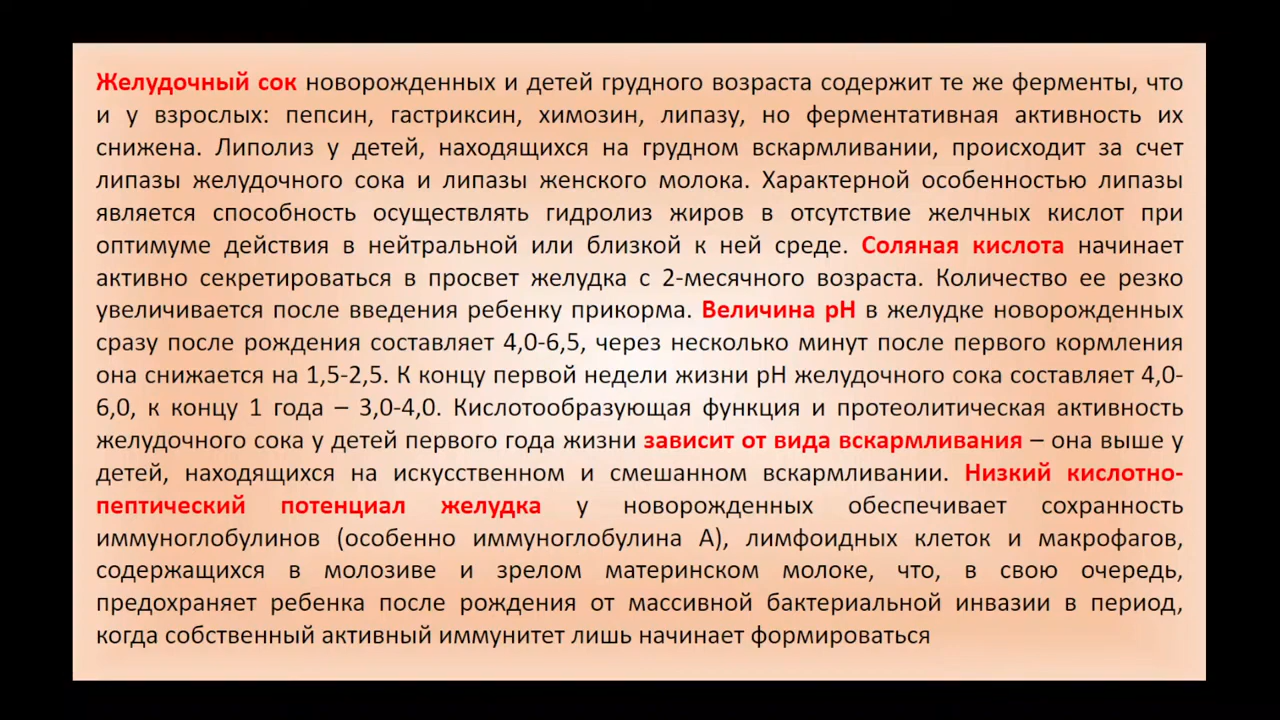 Желудочный сок новорожденных и детей грудного возраста содержит те же ферменты, что
и у взрослых: пепсин, гастриксин, химозин, липазу, но ферментативная активность их
снижена. Липолиз у детей, находящихся на грудном вскармливании, происходит за счет
липазы желудочного сока и липазы женского молока. Характерной особенностью липазы
является способность осуществлять гидролиз жиров в отсутствие желчных кислот при
оптимуме действия в нейтральной или близкой к ней среде. Соляная кислота начинает
активно секретироваться в просвет желудка с 2-месячного возраста. Количество ее резко
увеличивается после введения ребенку прикорма. Величина рН в желудке новорожденных
сразу после рождения составляет 4,0-6,5, через несколько минут после первого кормления
она снижается на 1,5-2,5. К концу первой недели жизни рН желудочного сока составляет 4,0-
6,0, к концу 1 года – 3,0-4,0. Кислотообразующая функция и протеолитическая активность
желудочного сока у детей первого года жизни зависит от вида вскармливания – она выше у
детей, находящихся на искусственном и смешанном вскармливании. Низкий кислотно-
пептический потенциал желудка у новорожденных обеспечивает сохранность
иммуноглобулинов (особенно иммуноглобулина А), лимфоидных клеток и макрофагов,
содержащихся в молозиве и зрелом материнском молоке, что, в свою очередь,
предохраняет ребенка после рождения от массивной бактериальной инвазии в период,
когда собственный активный иммунитет лишь начинает формироваться